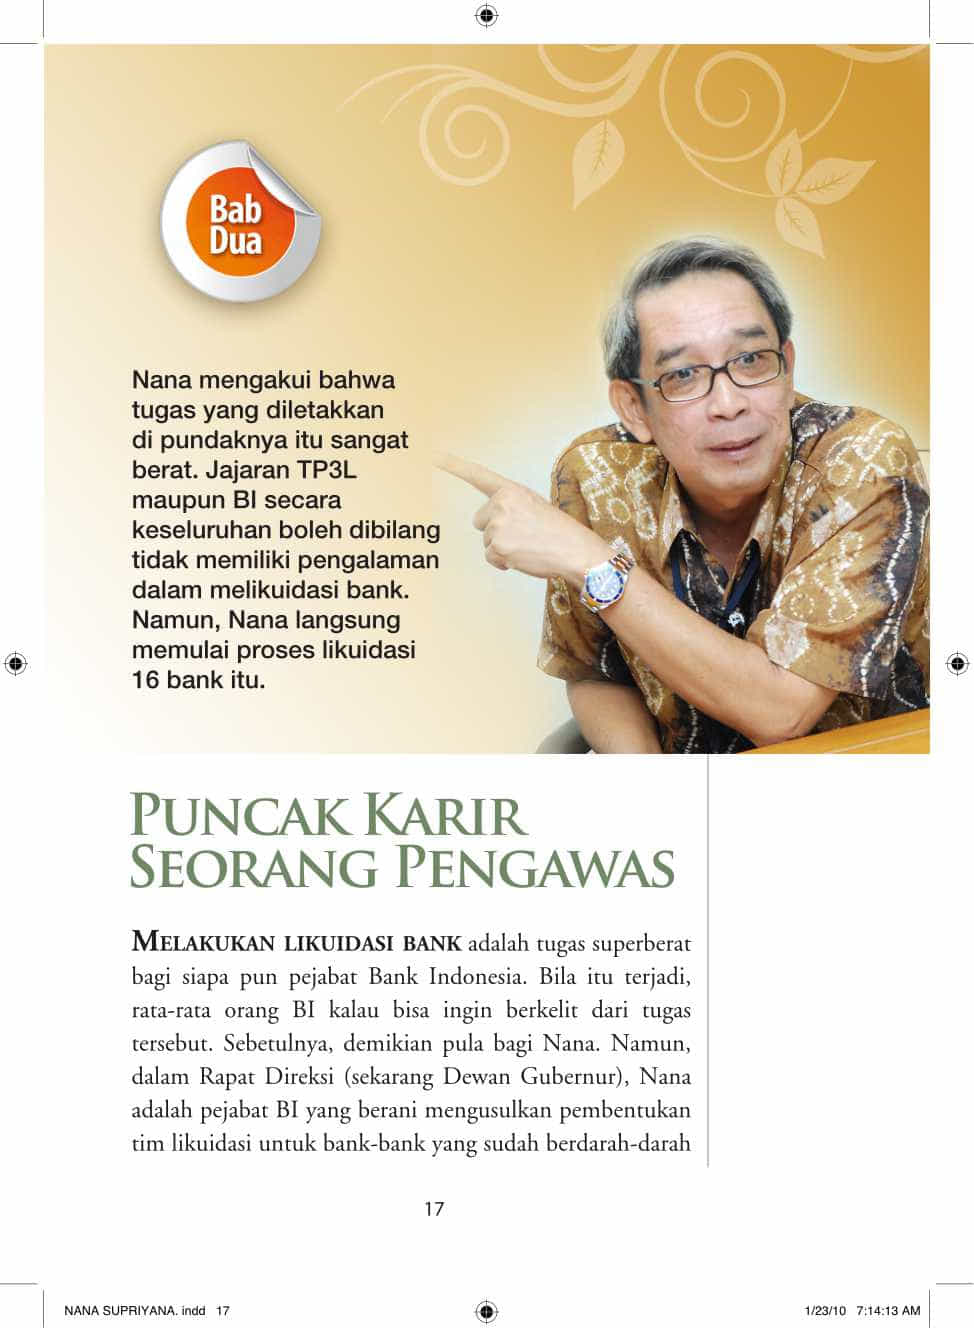 Bab
Dua
Nana mengakui bahwa
tugas yang diletakkan
di pundaknya itu sangat
berat. Jajaran TP3L
maupun BI secara
keseluruhan boleh dibilang
tidak memiliki pengalaman
dalam melikuidasi bank.
Namun, Nana langsung
memulai proses likuidasi
16 bank itu.
PUNCAK KARIR
SEORANG PENGAWAS
MELAKUKAN LIKUIDASI BANK adalah tugas superberat
bagi siapa pun pejabat Bank Indonesia. Bila itu terjadi,
rata-rata orang BI kalau bisa ingin berkelit dari tugas
tersebut. Sebetulnya, demikian pula bagi Nana. Namun,
dalam Rapat Direksi (sekarang Dewan Gubernur), Nana
adalah pejabat BI yang berani mengusulkan pembentukan
tim likuidasi untuk bank-bank yang sudah berdarah-darah
17
NANA SUPRIYANA. indd 17
1/23/10 7:14:13 AM